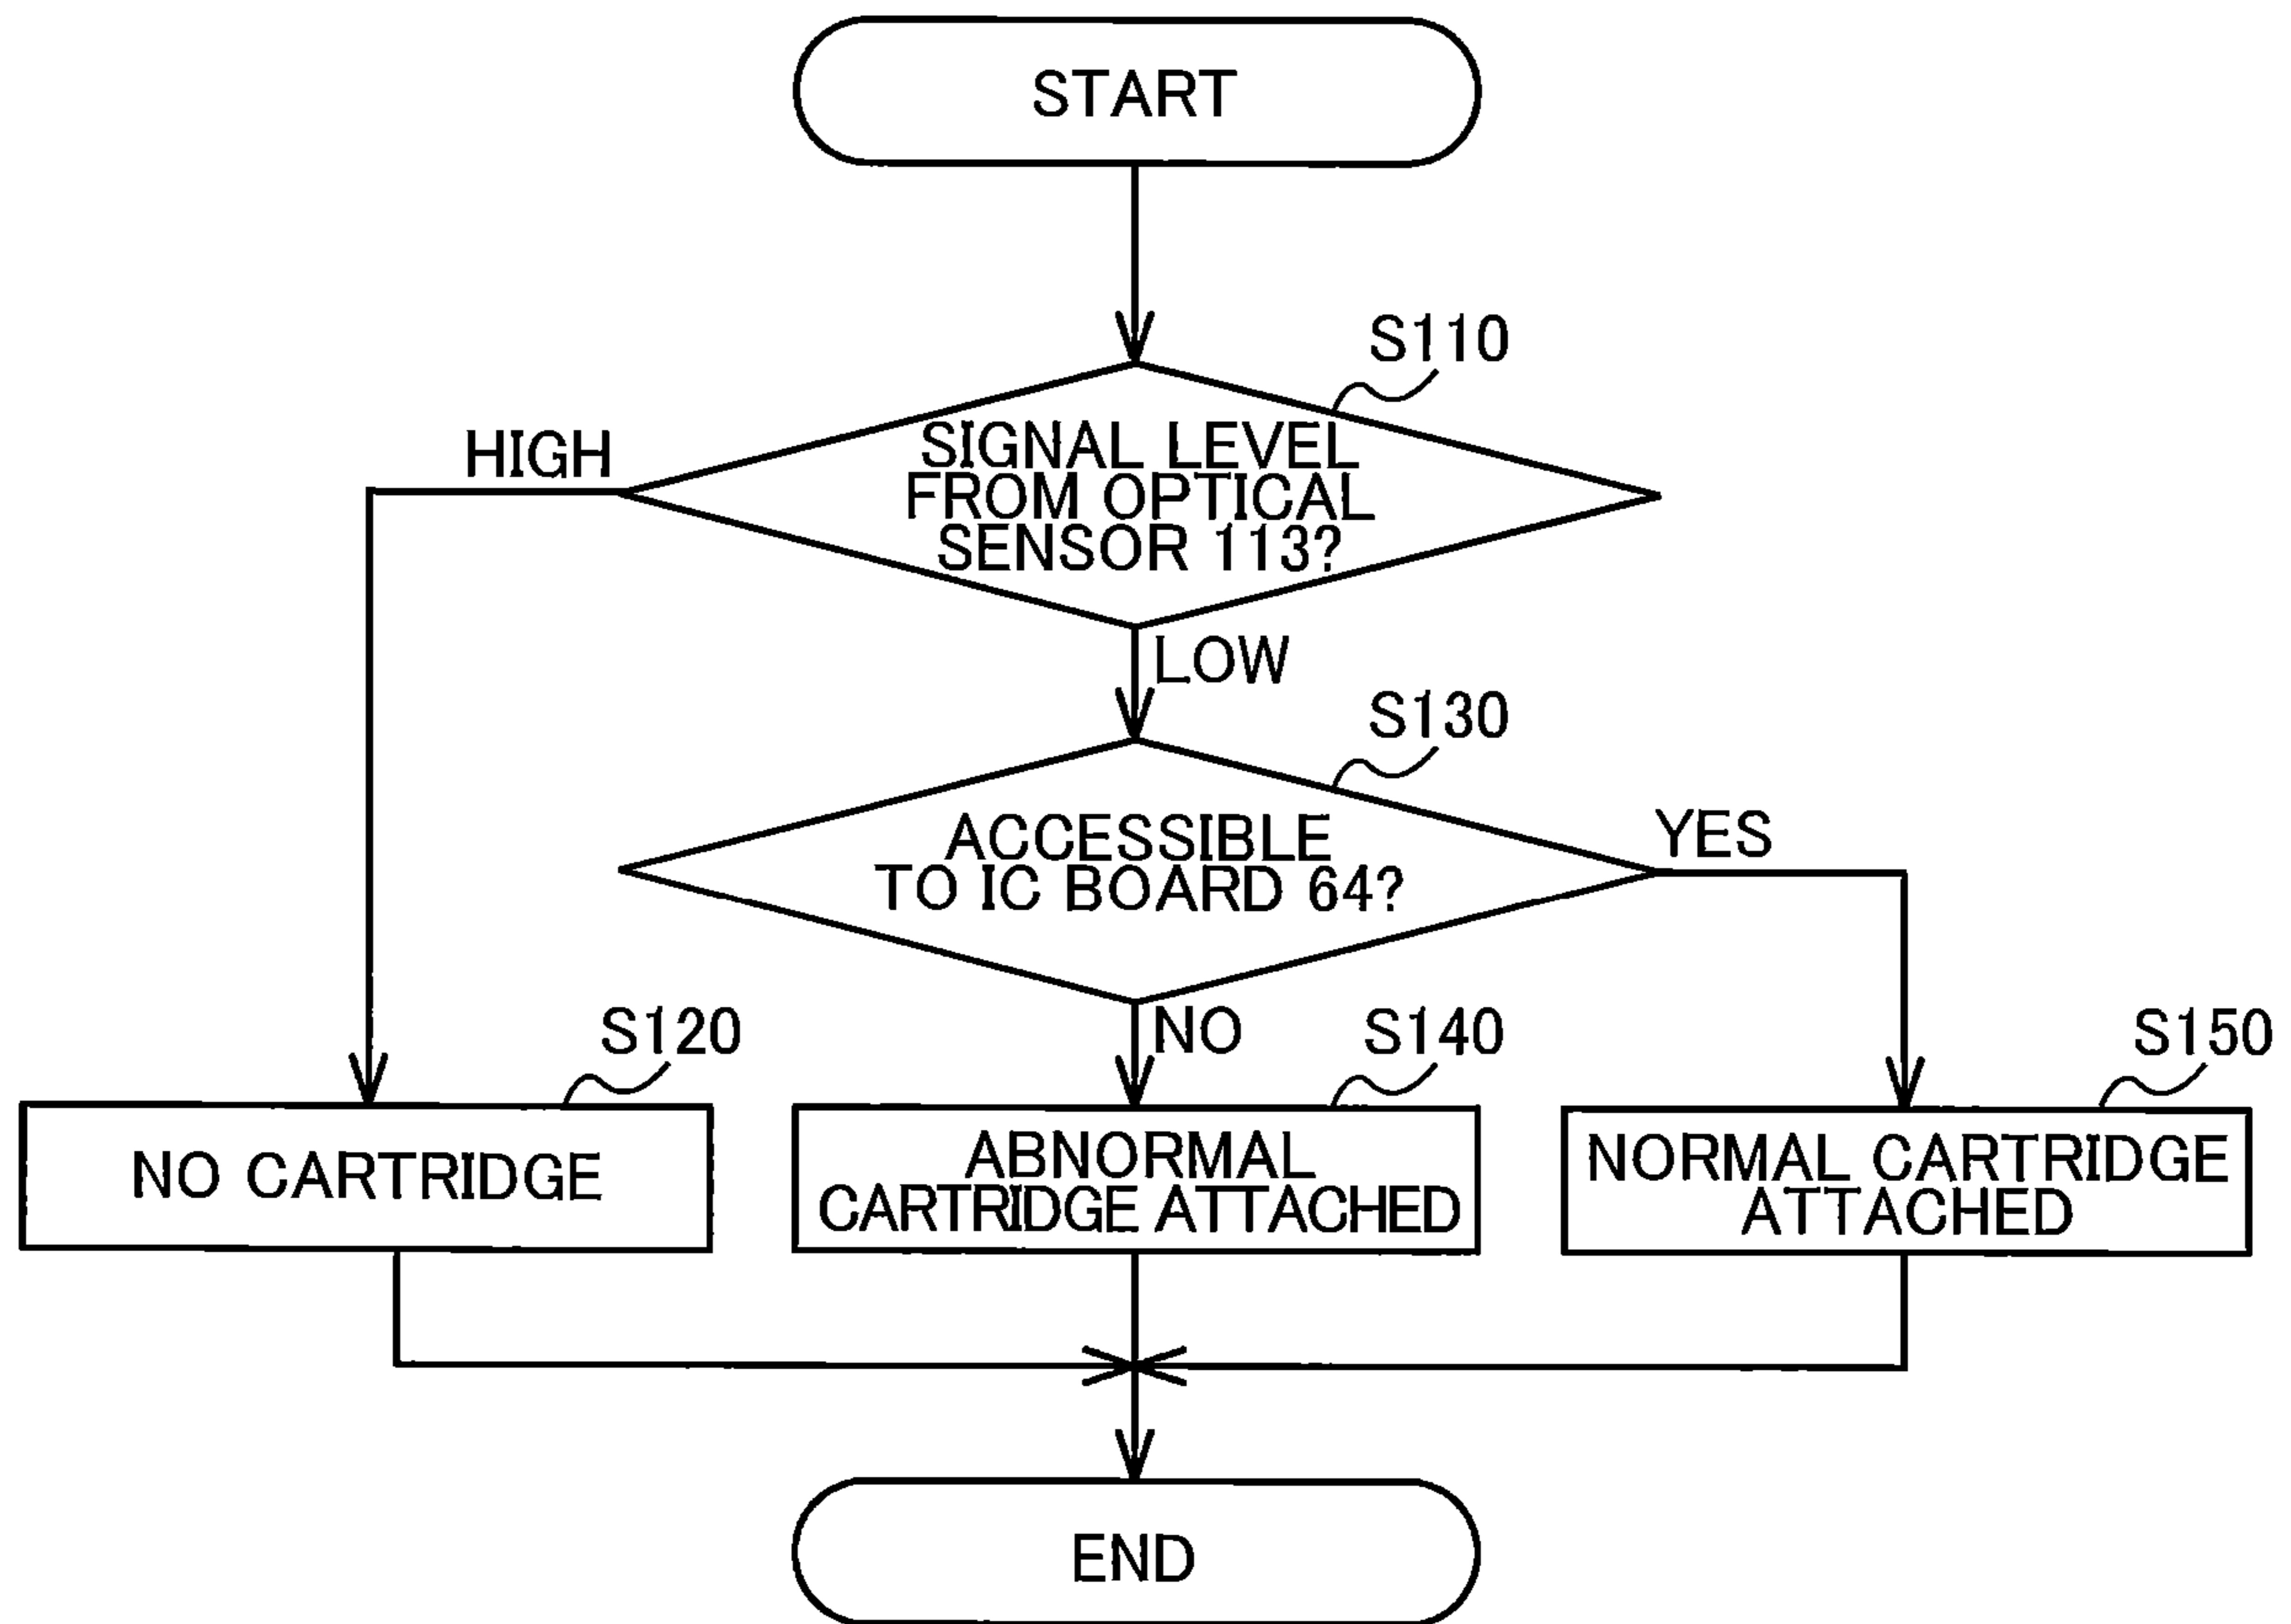 START
S110
HIGH
SIGNAL LEVEL
FROM OPTICAL
SENSOR 113?
LOW
S130
ACCESSIBLE
TO IC BOARD 64?
YES
NO
S120
S140
S150
NO CARTRIDGE
ABNORMAL
CARTRIDGE ATTACHED
NORMAL CARTRIDGE
ATTACHED
END